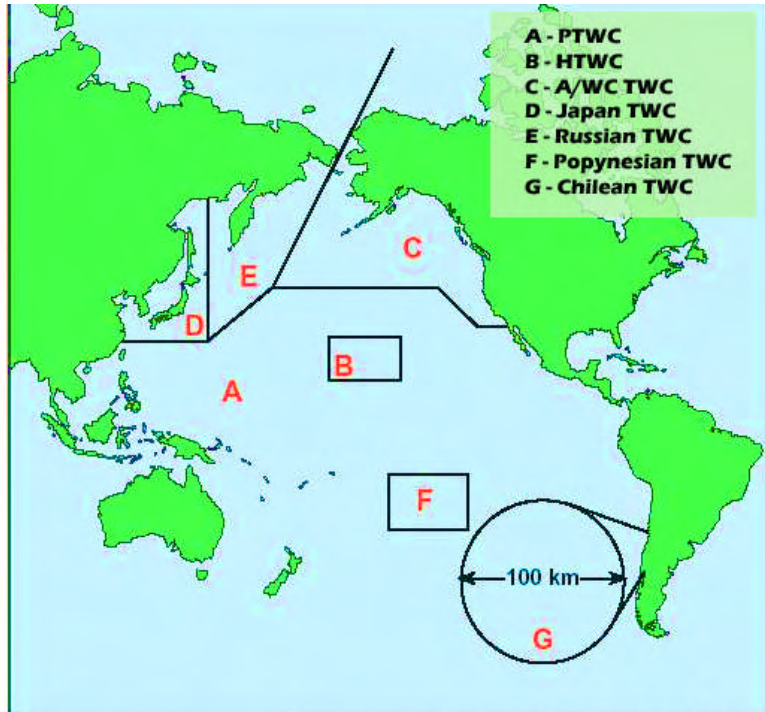 A - PTWC
B - HTWC
C - A/WC TWC
D - Japan TWC
E - Russian TWC
F - Popynesian TWC
G - Chilean TWC
C
E
D
B
A
F
100 km
G